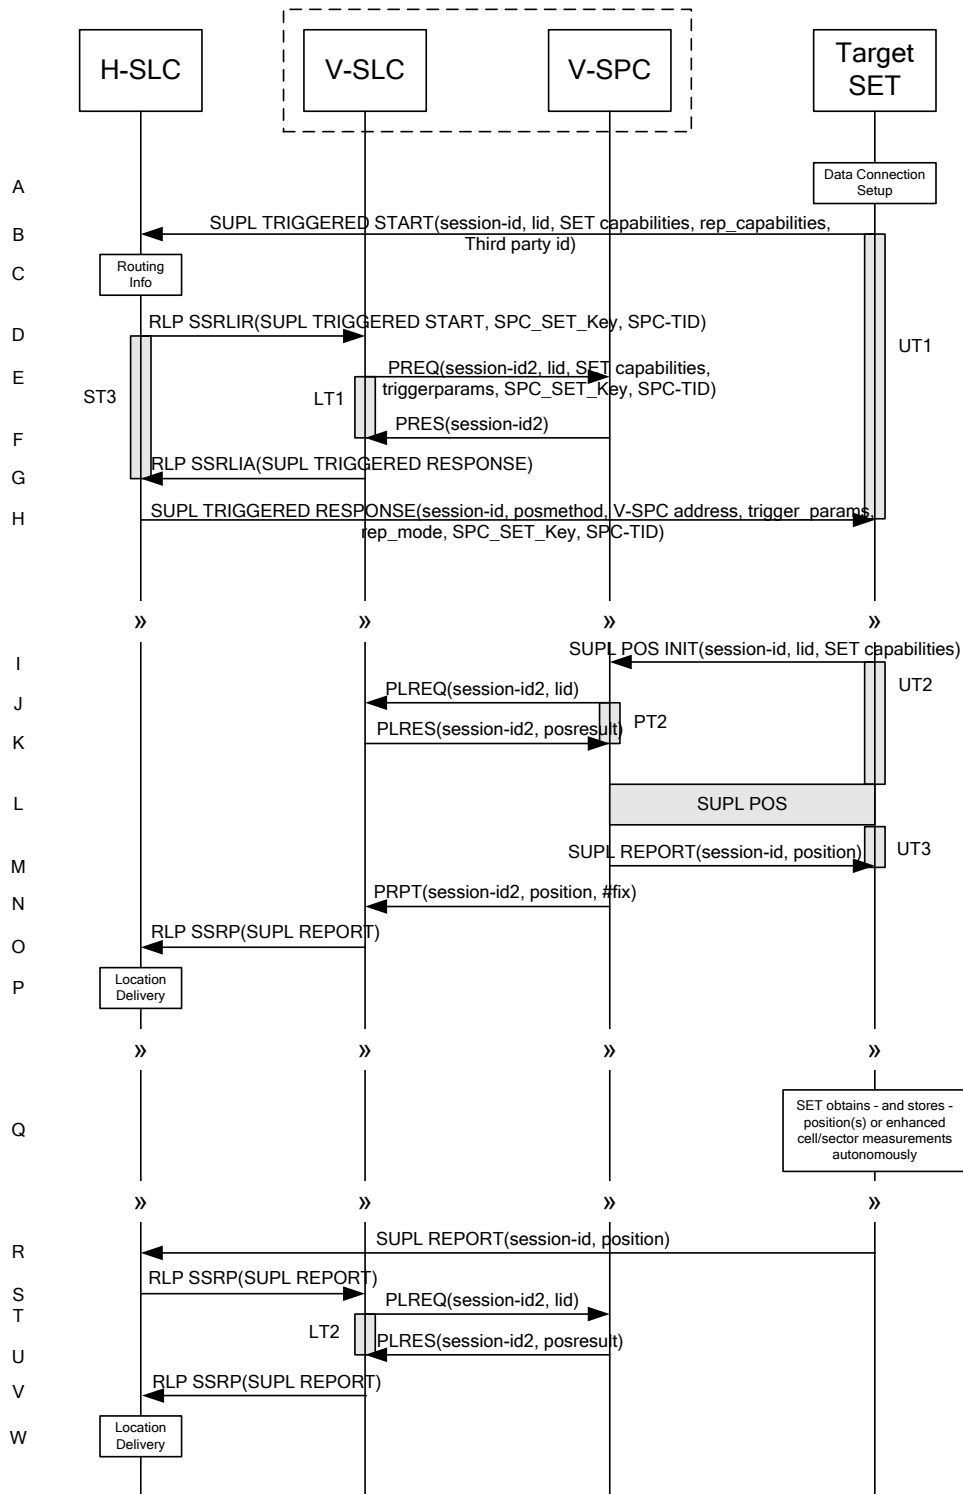 H-SLC
V-SLC
V-SPC
Target
SET
A
Data Connection
Setup
B
SUPL TRIGGERED START(session-id, lid, SET capabilities, rep_capabilities,
Third party id)
C
Routing
Info
D
RLP SSRLIR(SUPL TRIGGERED START, SPC_SET_Key, SPC-TID)
UT1
E
PREQ(session-id2, lid, SET capabilities,
triggerparams, SPC_SET_Key, SPC-TID)
ST3
LT1
F
PRES(session-id2)
G
RLP SSRLIA(SUPL TRIGGERED RESPONSE)
H
SUPL TRIGGERED RESPONSE(session-id, posmethod, V-SPC address, trigger_params,
rep_mode, SPC_SET_Key, SPC-TID)
» » » »
I
SUPL POS INIT(session-id, lid, SET capabilities)
UT2
J
PLREQ(session-id2, lid)
PT2
K
PLRES(session-id2, posresult)
L
SUPL POS
M
SUPL REPORT(session-id, position)
UT3
N
PRPT(session-id2, position, #fix)
O
RLP SSRP(SUPL REPORT)
P
Location
Delivery
» » » »
Q
SET obtains - and stores -
position(s) or enhanced
cell/sector measurements
autonomously
» » » »
R
SUPL REPORT(session-id, position)
S
RLP SSRP(SUPL REPORT)
T
PLREQ(session-id2, lid)
LT2
U
PLRES(session-id2, posresult)
V
RLP SSRP(SUPL REPORT)
W
Location
Delivery